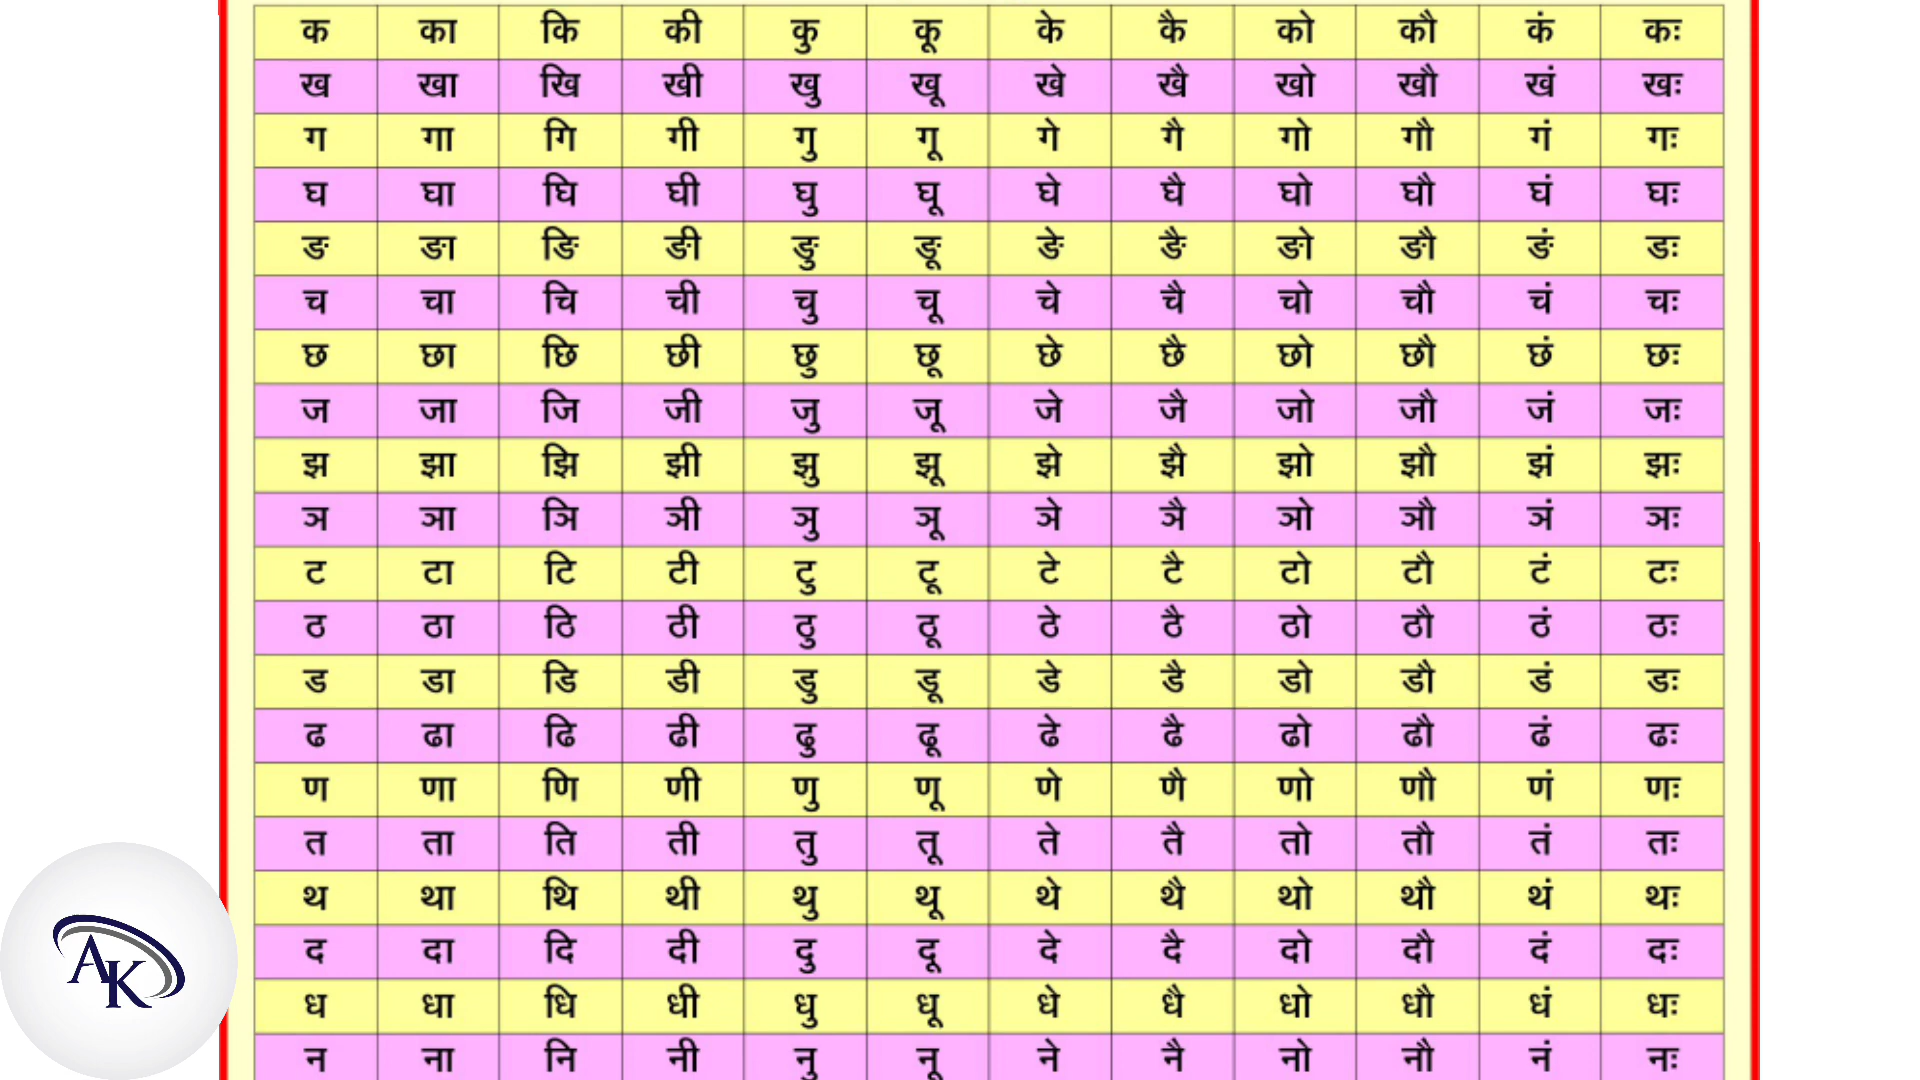 क का कि की कु कू के कै को कौ कं कः
ख खा खि खी खु खू खे खै खो खौ खं खः
ग गा गि गी गु गू गे गै गो गौ गं गः
घ घा घि घी घु घू घे घै घो घौ घं घः
ङ ङा ङि ङी ङु ङू ङे ङै ङो ङौ ङं डः
च चा चि ची चु चू चे चै चो चौ चं चः
छ छा छि छी छु छू छे छै छो छौ छं छः
ज जा जि जी जु जू जे जै जो जौ जं जः
झ झा झि झी झु झू झे झै झो झौ झं झः
ञ ञा ञि ञी ञु ञू ञे ञै ञो ञौ ञं ञः
ट टा टि टी टु टू टे टै टो टौ टं टः
ठ ठा ठि ठी ठु ठू ठे ठै ठो ठौ ठं ठः
ड डा डि डी डु डू डे डै डो डौ डं डः
ढ ढा ढि ढी ढु ढू ढे ढै ढो ढौ ढं ढः
ण णा णि णी णु णू णे णै णो णौ णं णः
त ता ति ती तु तू ते तै तो तौ तं तः
थ था थि थी थु थू थे थै थो थौ थं थः
द दा दि दी दु दू दे दै दो दौ दं दः
ध धा धि धी धु धू धे धै धो धौ धं धः
न ना नि नी नु नू ने नै नो नौ नं नः
AK